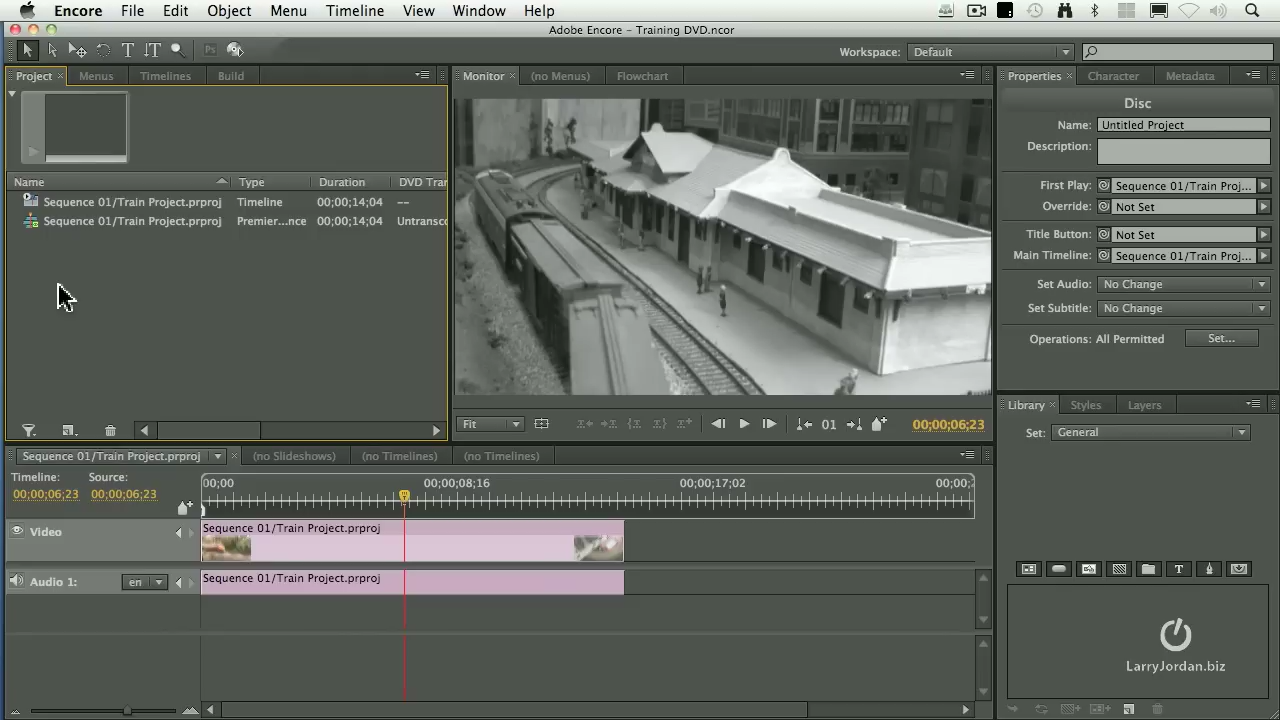 Encore File Edit Object Menu Timeline View Window Help
Adobe Encore - Training DVD.ncor
Workspace: Default
Project Menus Timelines Build
Monitor (no Menus) Flowchart
Properties Character Metadata
Disc
Name: Untitled Project
Description:
First Play: Sequence 01/Train Proj...
Override: Not Set
Title Button: Not Set
Main Timeline: Sequence 01/Train Proj...
Set Audio: No Change
Set Subtitle: No Change
Operations: All Permitted Set...
Name Type Duration DVD Tran
Sequence 01/Train Project.prproj Timeline 00;00;14;04 --
Sequence 01/Train Project.prproj Premier...nce 00;00;14;04 Untransco
Fit 01 00;00;06;23
Library Styles Layers
Set: General
Sequence 01/Train Project.prproj (no Slideshows) (no Timelines) (no Timelines)
Timeline: Source:
00;00;06;23 00;00;06;23
00;00 00;00;08;16 00;00;17;02 00;00;2
Video Sequence 01/Train Project.prproj
Audio 1: en Sequence 01/Train Project.prproj
T
LarryJordan.biz